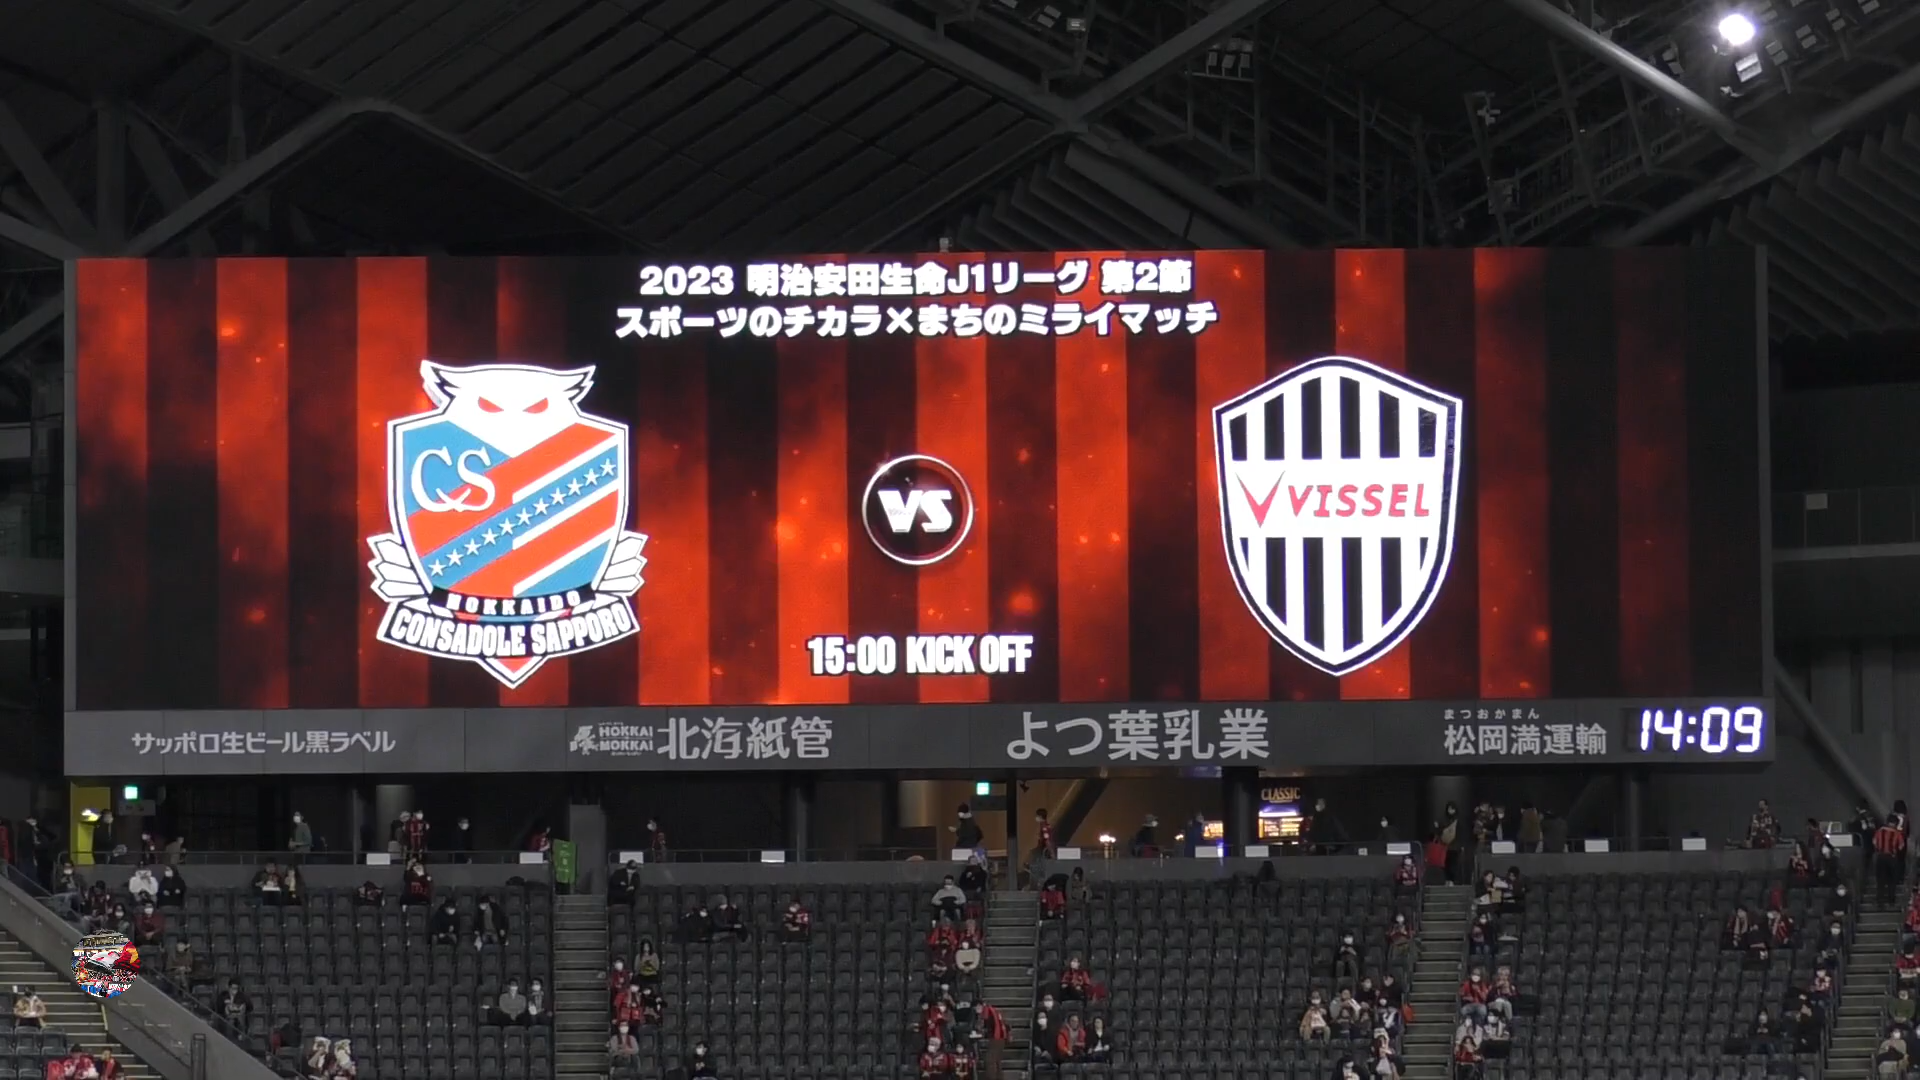 2023 明治安田生命J1リーグ 第2節
スポーツのチカラ×まちのミライマッチ
CS
HOKKAIDO
CONSADOLE SAPPORO
VS
VISSEL
15:00 KICK OFF
サッポロ生ビール黒ラベル
HOKKAI
MOKKAI
北海紙管
よつ葉乳業
まつおかまん
松岡満運輸
14:09
CLASSIC